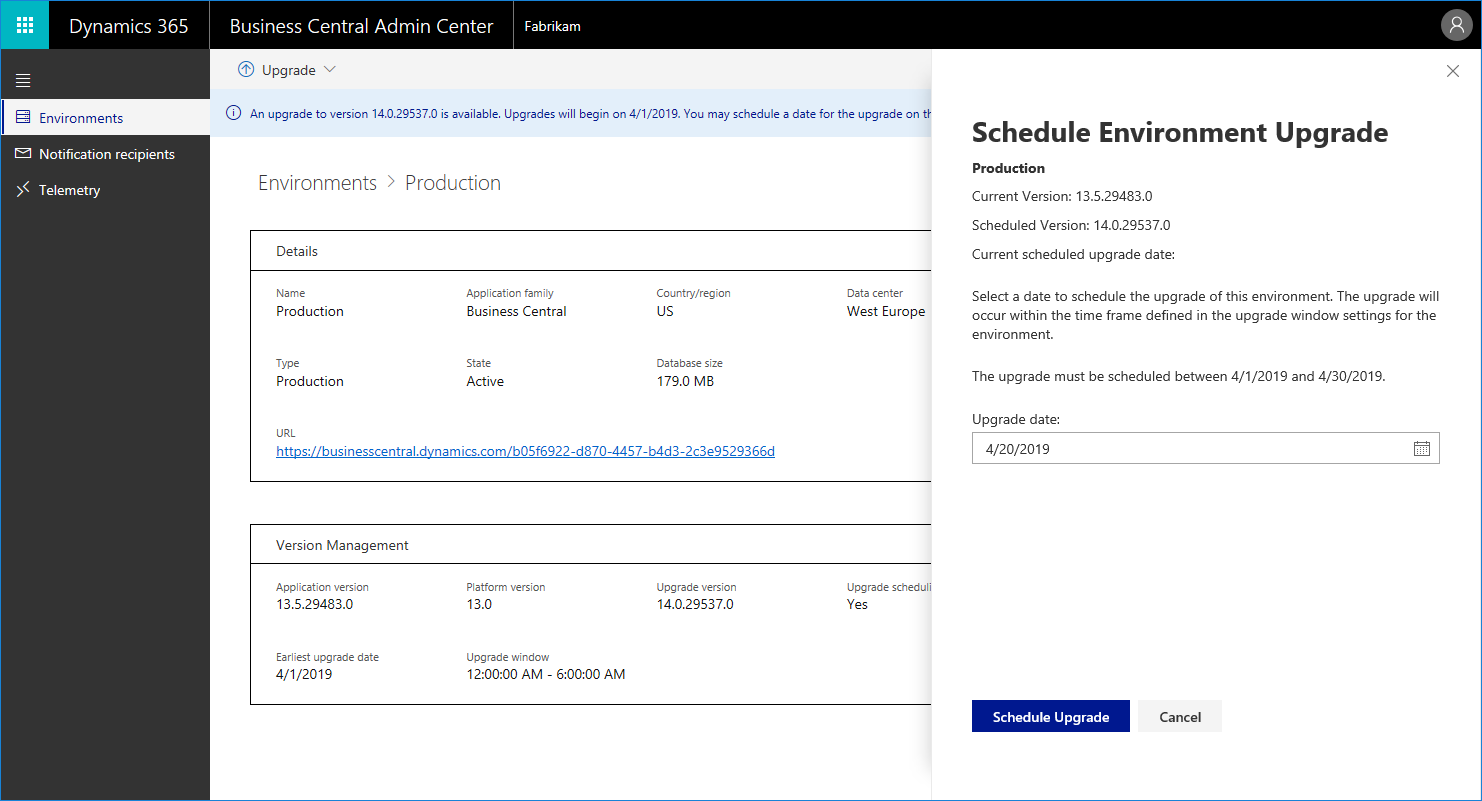 Dynamics 365
Business Central Admin Center
Fabrikam
Environments
Notification recipients
Telemetry
Upgrade
An upgrade to version 14.0.29537.0 is available. Upgrades will begin on 4/1/2019. You may schedule a date for the upgrade on
Environments > Production
Details
Name
Production
Application family
Business Central
Country/region
US
Data center
West Europe
Type
Production
State
Active
Database size
179.0 MB
URL
https://businesscentral.dynamics.com/b05f6922-d870-4457-b4d3-2c3e9529366d
Version Management
Application version
13.5.29483.0
Platform version
13.0
Upgrade version
14.0.29537.0
Upgrade scheduli
Yes
Earliest upgrade date
4/1/2019
Upgrade window
12:00:00 AM - 6:00:00 AM
Schedule Environment Upgrade
Production
Current Version: 13.5.29483.0
Scheduled Version: 14.0.29537.0
Current scheduled upgrade date:
Select a date to schedule the upgrade of this environment. The upgrade will
occur within the time frame defined in the upgrade window settings for the
environment.
The upgrade must be scheduled between 4/1/2019 and 4/30/2019.
Upgrade date:
4/20/2019
Schedule Upgrade
Cancel